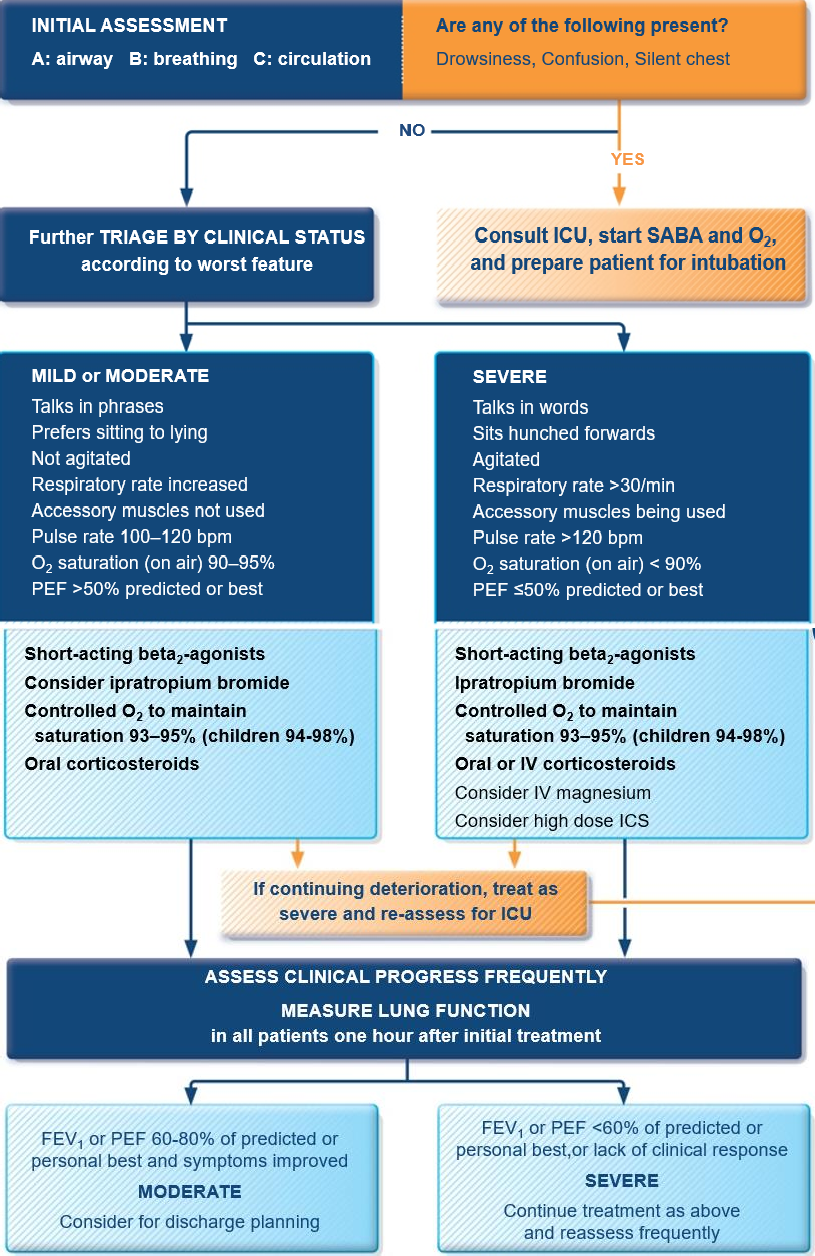 INITIAL ASSESSMENT
A: airway B: breathing C: circulation
Are any of the following present?
Drowsiness, Confusion, Silent chest
NO
YES
Further TRIAGE BY CLINICAL STATUS
according to worst feature
Consult ICU, start SABA and O₂,
and prepare patient for intubation
MILD or MODERATE
Talks in phrases
Prefers sitting to lying
Not agitated
Respiratory rate increased
Accessory muscles not used
Pulse rate 100–120 bpm
O₂ saturation (on air) 90–95%
PEF >50% predicted or best
SEVERE
Talks in words
Sits hunched forwards
Agitated
Respiratory rate >30/min
Accessory muscles being used
Pulse rate >120 bpm
O₂ saturation (on air) < 90%
PEF ≤50% predicted or best
Short-acting beta₂-agonists
Consider ipratropium bromide
Controlled O₂ to maintain
saturation 93–95% (children 94-98%)
Oral corticosteroids
Short-acting beta₂-agonists
Ipratropium bromide
Controlled O₂ to maintain
saturation 93–95% (children 94-98%)
Oral or IV corticosteroids
Consider IV magnesium
Consider high dose ICS
If continuing deterioration, treat as
severe and re-assess for ICU
ASSESS CLINICAL PROGRESS FREQUENTLY
MEASURE LUNG FUNCTION
in all patients one hour after initial treatment
FEV₁ or PEF 60-80% of predicted or
personal best and symptoms improved
MODERATE
Consider for discharge planning
FEV₁ or PEF <60% of predicted or
personal best,or lack of clinical response
SEVERE
Continue treatment as above
and reassess frequently